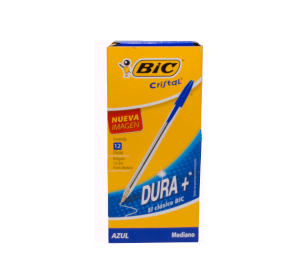 BiC
Cristal
NUEVA
IMAGEN
12
DURA +
El clásico BIC
AZUL
Mediano